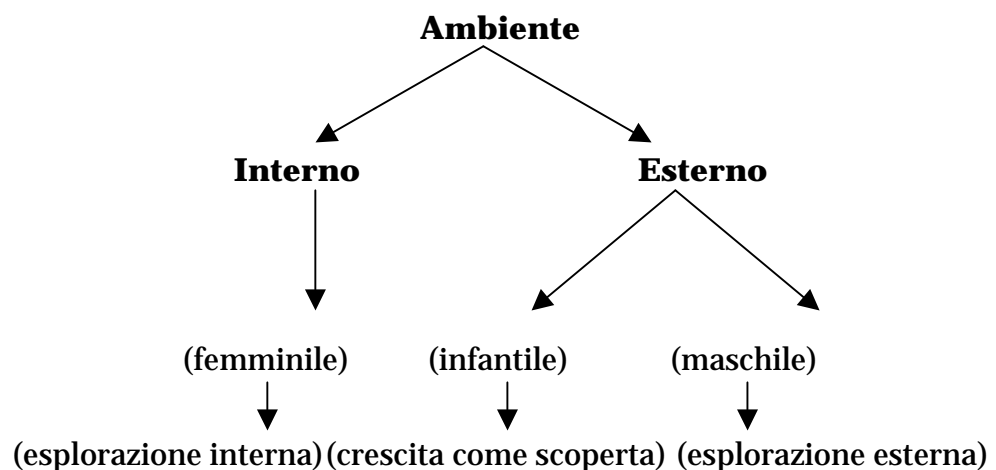 Ambiente
Interno Esterno
(femminile) (infantile) (maschile)
(esplorazione interna) (crescita come scoperta) (esplorazione esterna)